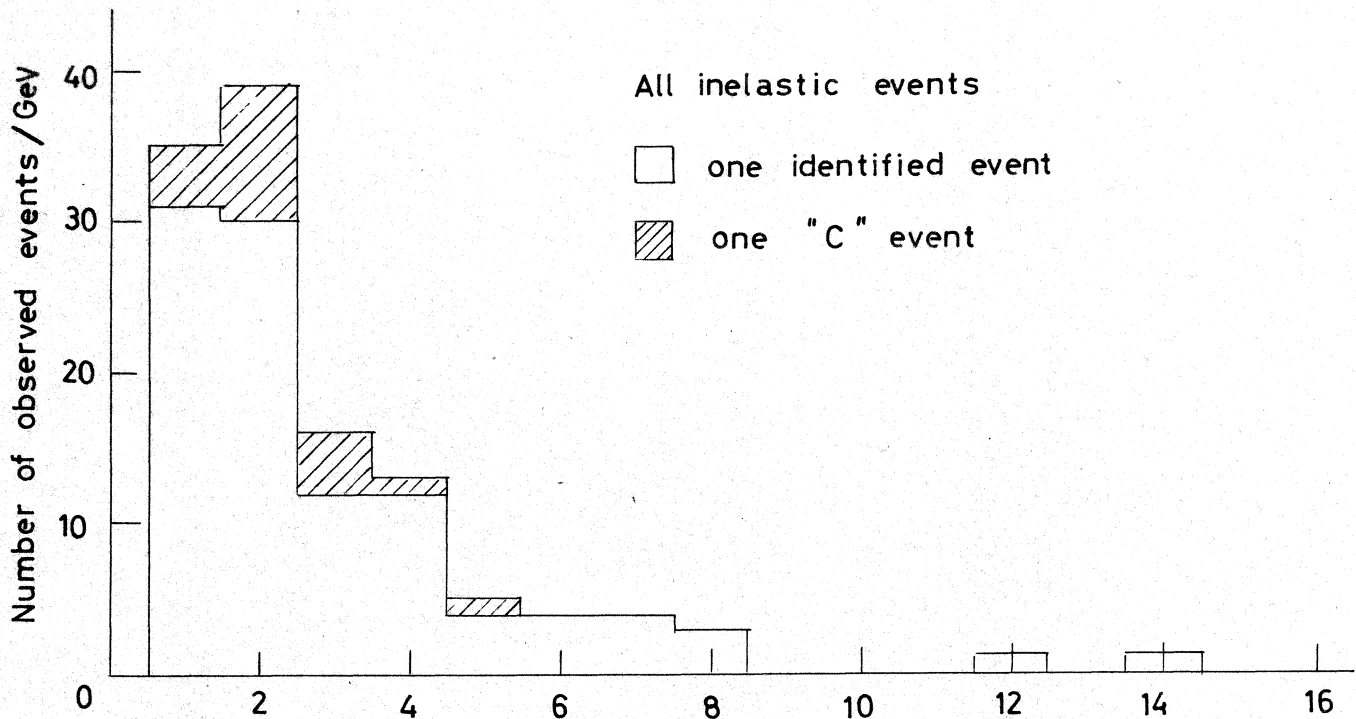 Number of observed events/Gev
40
30
20
10
0
All inelastic events
one identified event
one "C" event
2 4 6 8 10 12 14 16